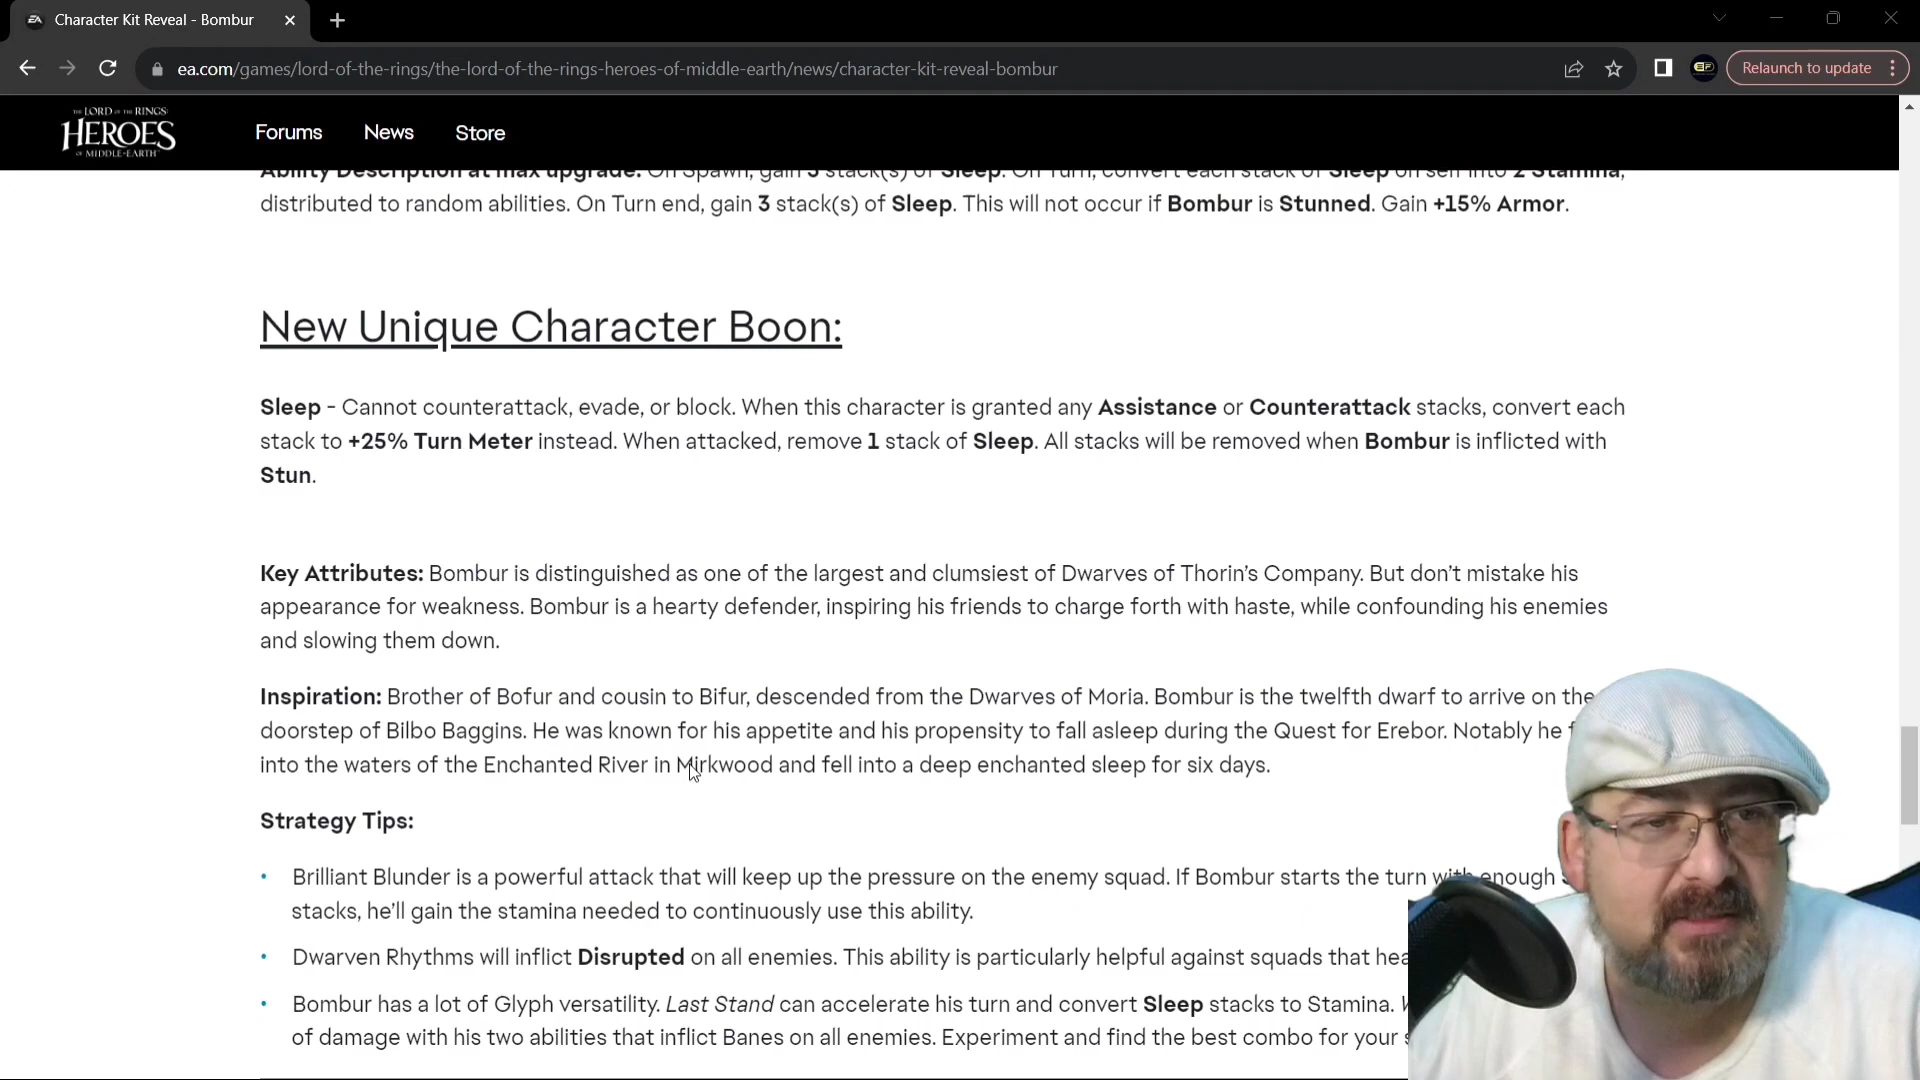 Character Kit Reveal - Bombur
ea.com/games/lord-of-the-rings/the-lord-of-the-rings-heroes-of-middle-earth/news/character-kit-reveal-bombur
Relaunch to update
THE LORD OF THE RINGS
HEROES
OF MIDDLE-EARTH
Forums
News
Store
Ability Description at max upgrade: On Spawn, gain 3 stack(s) of Sleep. On Turn, convert each stack of Sleep on self into 2 Stamina,
distributed to random abilities. On Turn end, gain 3 stack(s) of Sleep. This will not occur if Bombur is Stunned. Gain +15% Armor.
New Unique Character Boon:
Sleep - Cannot counterattack, evade, or block. When this character is granted any Assistance or Counterattack stacks, convert each
stack to +25% Turn Meter instead. When attacked, remove 1 stack of Sleep. All stacks will be removed when Bombur is inflicted with
Stun.
Key Attributes: Bombur is distinguished as one of the largest and clumsiest of Dwarves of Thorin's Company. But don't mistake his
appearance for weakness. Bombur is a hearty defender, inspiring his friends to charge forth with haste, while confounding his enemies
and slowing them down.
Inspiration: Brother of Bofur and cousin to Bifur, descended from the Dwarves of Moria. Bombur is the twelfth dwarf to arrive on the
doorstep of Bilbo Baggins. He was known for his appetite and his propensity to fall asleep during the Quest for Erebor. Notably he
into the waters of the Enchanted River in Mirkwood and fell into a deep enchanted sleep for six days.
Strategy Tips:
• Brilliant Blunder is a powerful attack that will keep up the pressure on the enemy squad. If Bombur starts the turn with enough
stacks, he'll gain the stamina needed to continuously use this ability.
• Dwarven Rhythms will inflict Disrupted on all enemies. This ability is particularly helpful against squads that
• Bombur has a lot of Glyph versatility. Last Stand can accelerate his turn and convert Sleep stacks to Stamina.
of damage with his two abilities that inflict Banes on all enemies. Experiment and find the best combo for your